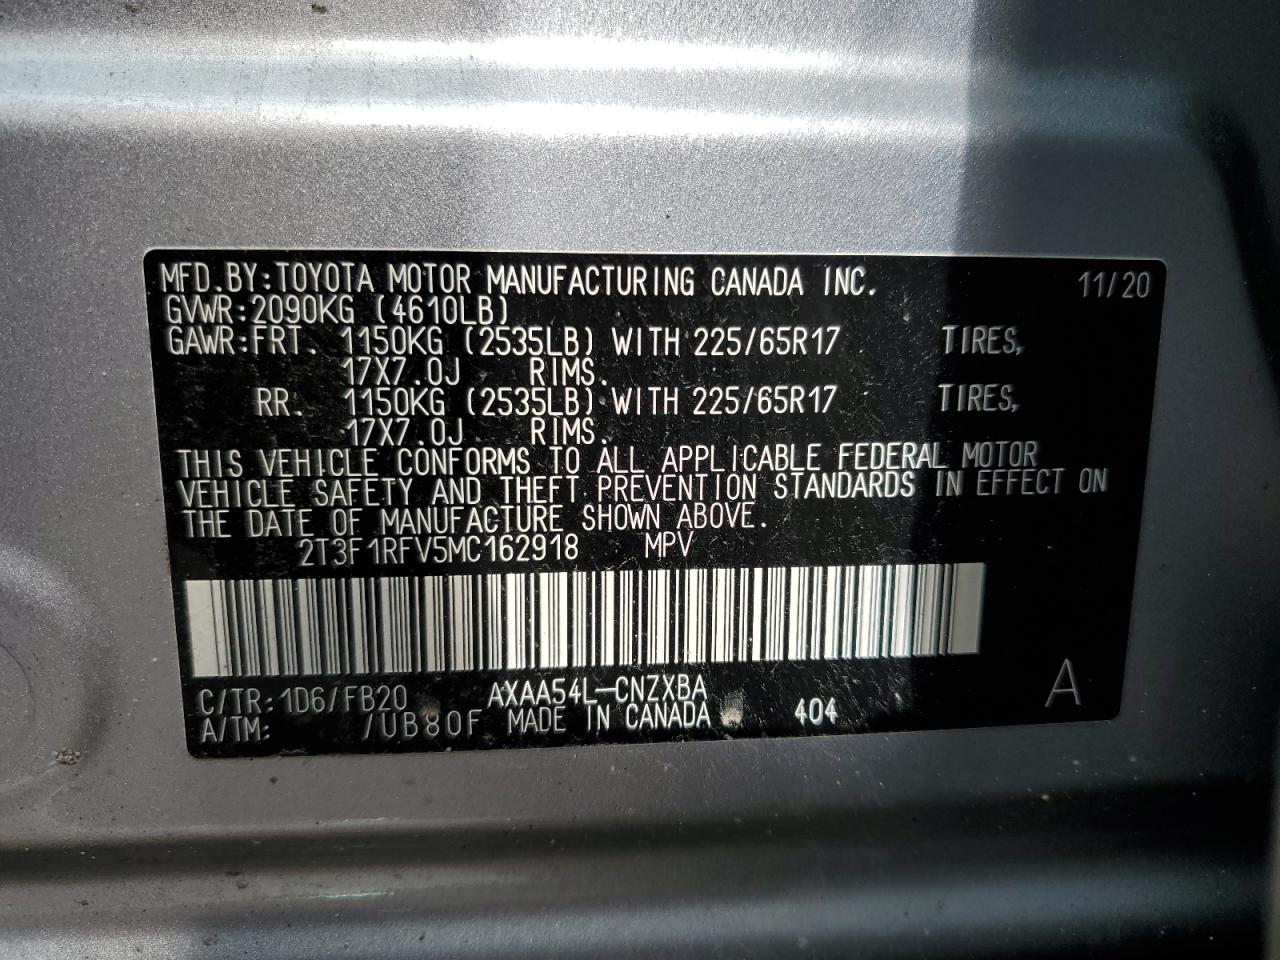 MFD.BY:TOYOTA MOTOR MANUFACTURING CANADA INC. 11/20
GVWR:2090KG (4610LB)
GAWR:FRT. 1150KG (2535LB) WITH 225/65R17 TIRES,
17X7.0J RIMS.
RR. 1150KG (2535LB) WITH 225/65R17 TIRES,
17X7.0J RIMS.
THIS VEHICLE CONFORMS TO ALL APPLICABLE FEDERAL MOTOR
VEHICLE SAFETY AND THEFT PREVENTION STANDARDS IN EFFECT ON
THE DATE OF MANUFACTURE SHOWN ABOVE.
2T3F1RFV5MC162918 MPV
C/TR:1D6/FB20 AXAA54L-CNZXBA A
A/TM: /UB80F MADE IN CANADA 404